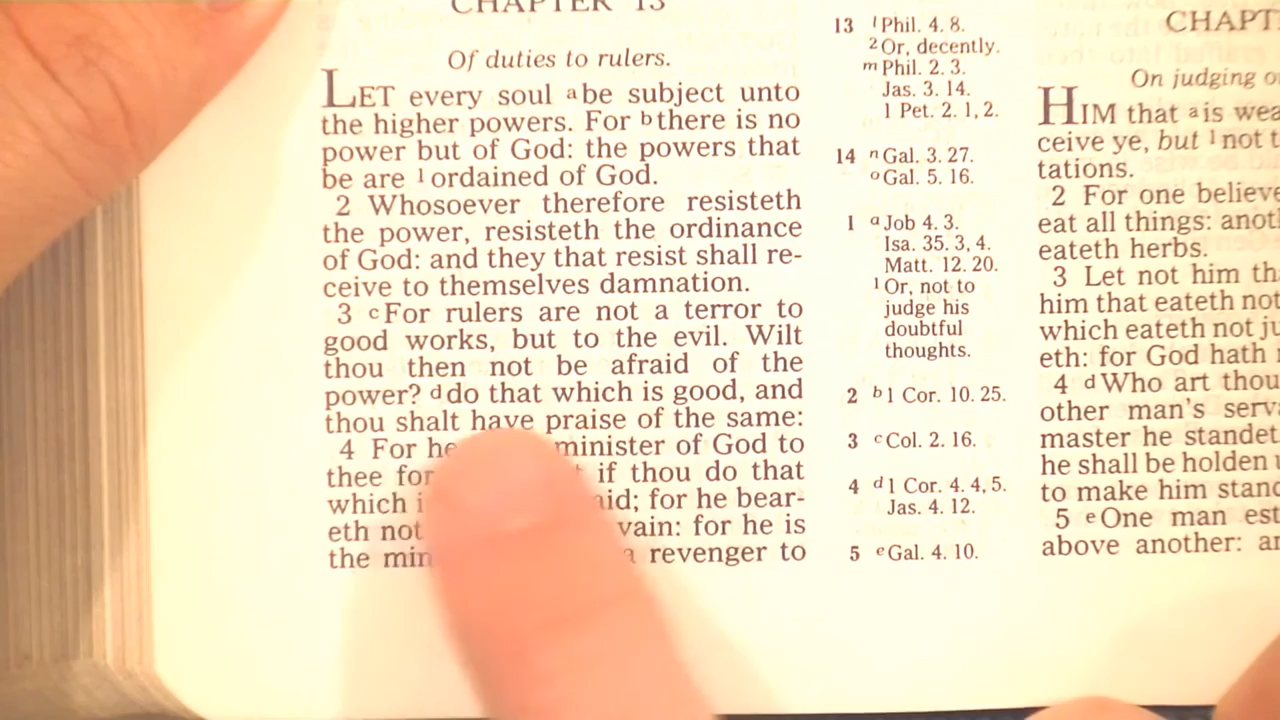 CHAPTER 13
Of duties to rulers.
LET every soul a be subject unto
the higher powers. For b there is no
power but of God: the powers that
be are 1 ordained of God.
2 Whosoever therefore resisteth
the power, resisteth the ordinance
of God: and they that resist shall re-
ceive to themselves damnation.
3 c For rulers are not a terror to
good works, but to the evil. Wilt
thou then not be afraid of the
power? d do that which is good, and
thou shalt have praise of the same:
4 For he minister of God to
thee for if thou do that
which for he bear-
eth not vain: for he is
the a revenger to
13 l Phil. 4. 8.
2 Or, decently.
m Phil. 2. 3.
Jas. 3. 14.
1 Pet. 2. 1, 2.
14 n Gal. 3. 27.
o Gal. 5. 16.
1 a Job 4. 3.
Isa. 35. 3, 4.
Matt. 12. 20.
1 Or, not to
judge his
doubtful
thoughts.
2 b 1 Cor. 10. 25.
3 c Col. 2. 16.
4 d 1 Cor. 4. 4, 5.
Jas. 4. 12.
5 e Gal. 4. 10.
CHAPT
On judging
HIM that a is
ceive ye, but 1 not
tations.
2 For one
eat all things:
eateth herbs.
3 Let not him
him that eateth not
which eateth not
eth: for God hath
4 d Who art thou
other man's
master he
he shall be holden
to make him
5 e One man
above another: